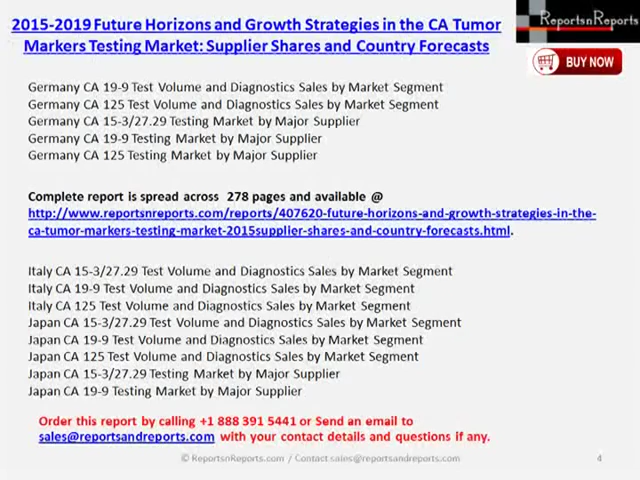 2015-2019 Future Horizons and Growth Strategies in the CA Tumor
Markers Testing Market: Supplier Shares and Country Forecasts
ReportsnReports
BUY NOW
Germany CA 19-9 Test Volume and Diagnostics Sales by Market Segment
Germany CA 125 Test Volume and Diagnostics Sales by Market Segment
Germany CA 15-3/27.29 Testing Market by Major Supplier
Germany CA 19-9 Testing Market by Major Supplier
Germany CA 125 Testing Market by Major Supplier
Complete report is spread across 278 pages and available @
http://www.reportsnreports.com/reports/407620-future-horizons-and-growth-strategies-in-the-
ca-tumor-markers-testing-market-2015supplier-shares-and-country-forecasts.html.
Italy CA 15-3/27.29 Test Volume and Diagnostics Sales by Market Segment
Italy CA 19-9 Test Volume and Diagnostics Sales by Market Segment
Italy CA 125 Test Volume and Diagnostics Sales by Market Segment
Japan CA 15-3/27.29 Test Volume and Diagnostics Sales by Market Segment
Japan CA 19-9 Test Volume and Diagnostics Sales by Market Segment
Japan CA 125 Test Volume and Diagnostics Sales by Market Segment
Japan CA 15-3/27.29 Testing Market by Major Supplier
Japan CA 19-9 Testing Market by Major Supplier
Order this report by calling +1 888 391 5441 or Send an email to
sales@reportsandreports.com with your contact details and questions if any.
© ReportsnReports.com / Contact sales@reportsandreports.com
4